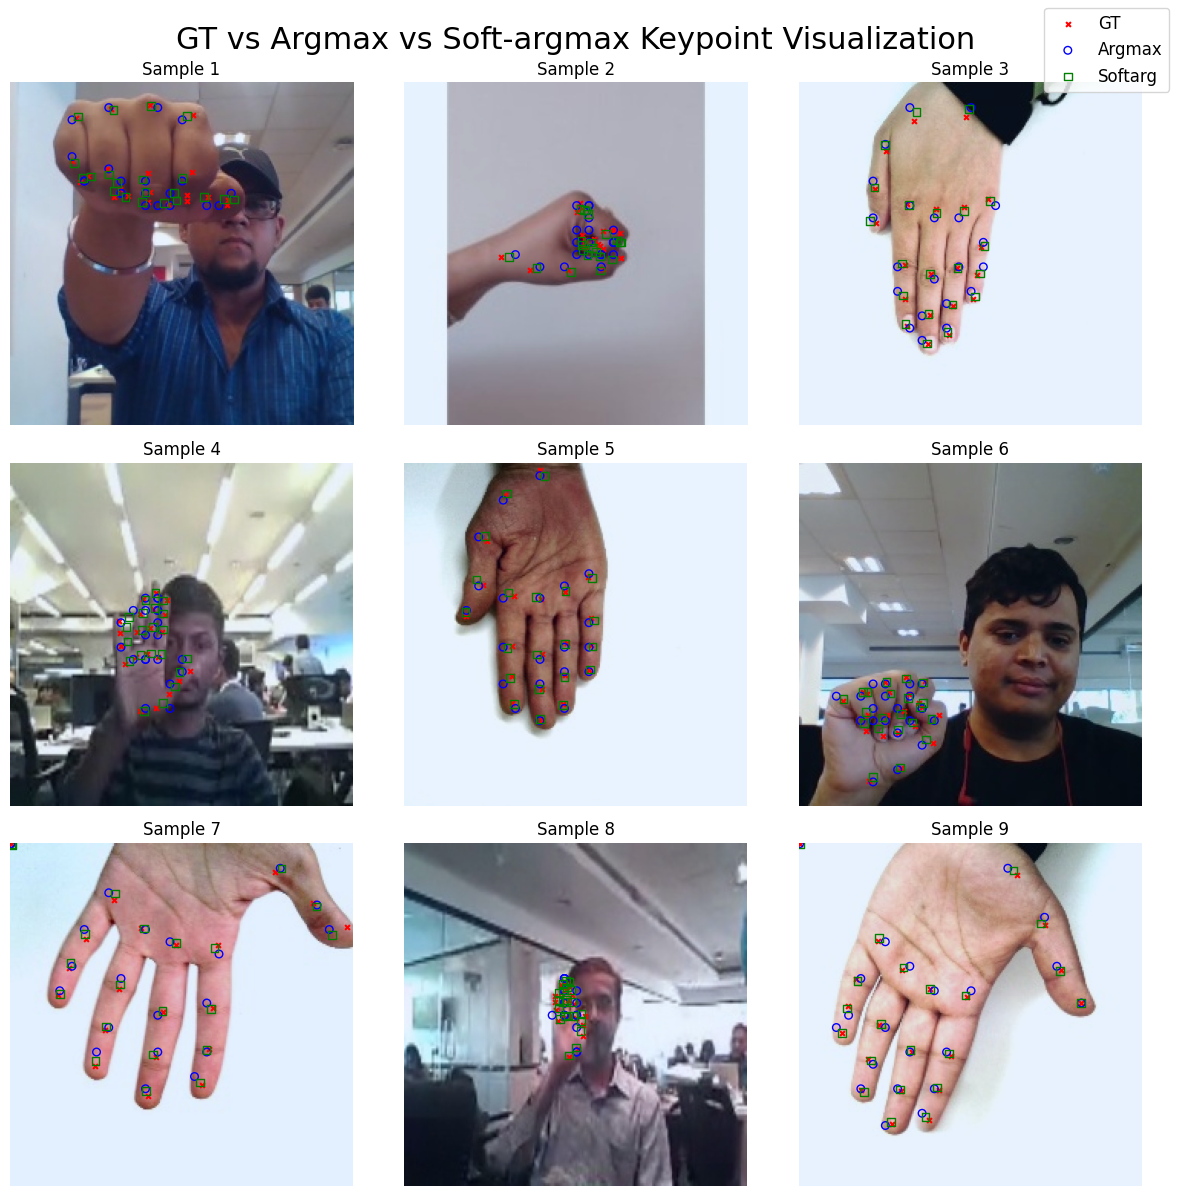 GT vs Argmax vs Soft-argmax Keypoint Visualization
GT
Argmax
Softarg
Sample 1
Sample 2
Sample 3
Sample 4
Sample 5
Sample 6
Sample 7
Sample 8
Sample 9